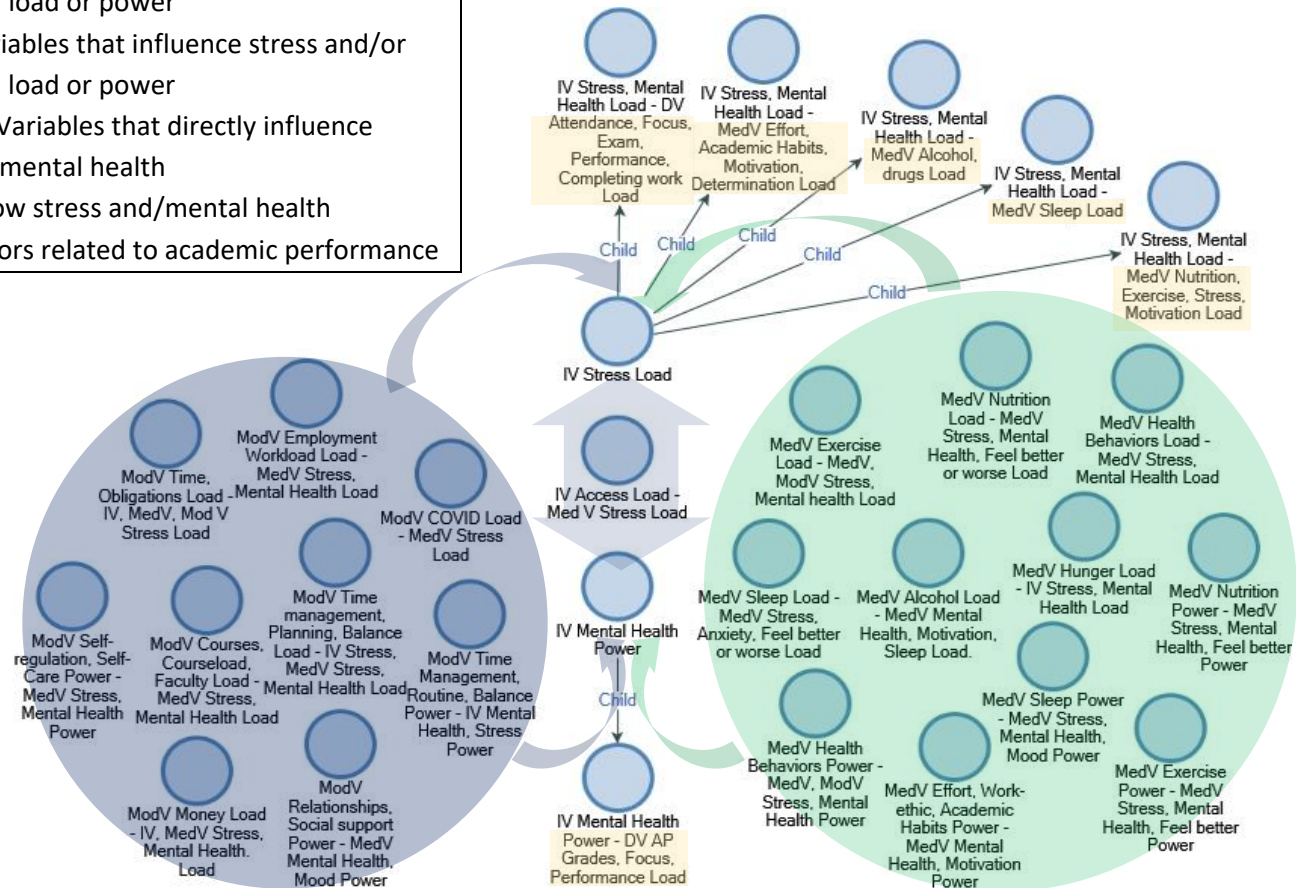 load or power
iables that influence stress and/or
load or power
Variables that directly influence
mental health
ow stress and/mental health
ors related to academic performance
IV Stress, Mental
Health Load - DV
Attendance, Focus,
Exam,
Performance,
Completing work
Load
IV Stress, Mental
Health Load -
MedV Effort,
Academic Habits,
Motivation,
Determination Load
IV Stress, Mental
Health Load -
MedV Alcohol,
drugs Load
IV Stress, Mental
Health Load -
MedV Sleep Load
IV Stress, Mental
Health Load -
MedV Nutrition,
Exercise, Stress,
Motivation Load
Child
Child
Child
Child
Child
IV Stress Load
IV Access Load -
Med V Stress Load
IV Mental Health
Power
Child
IV Mental Health
Power - DV AP
Grades, Focus,
Performance Load
ModV Employment
Workload Load -
MedV Stress,
Mental Health Load
ModV Time,
Obligations Load -
IV, MedV, Mod V
Stress Load
ModV COVID Load
- MedV Stress
Load
ModV Time
management,
Planning, Balance
Load - IV Stress,
MedV Stress,
Mental Health Load
ModV Self-
regulation, Self-
Care Power -
MedV Stress,
Mental Health
Power
ModV Courses,
Courseload,
Faculty Load -
MedV Stress,
Mental Health Load
ModV Time
Management,
Routine, Balance
Power - IV Mental
Health, Stress
Power
ModV Money Load
- IV, MedV Stress,
Mental Health.
Load
ModV
Relationships,
Social support
Power - MedV
Mental Health,
Mood Power
MedV Nutrition
Load - MedV
Stress, Mental
Health, Feel better
or worse Load
MedV Health
Behaviors Load -
MedV Stress,
Mental Health Load
MedV Exercise
Load - MedV,
ModV Stress,
Mental health Load
MedV Hunger Load
- IV Stress, Mental
Health Load
MedV Sleep Load -
MedV Stress,
Anxiety, Feel better
or worse Load
MedV Alcohol Load
- MedV Mental
Health, Motivation,
Sleep Load.
MedV Nutrition
Power - MedV
Stress, Mental
Health, Feel better
Power
MedV Sleep Power
- MedV Stress,
Mental Health,
Mood Power
MedV Health
Behaviors Power -
MedV, ModV
Stress, Mental
Health Power
MedV Effort, Work-
ethic, Academic
Habits Power -
MedV Mental
Health, Motivation
Power
MedV Exercise
Power - MedV
Stress, Mental
Health, Feel better
Power